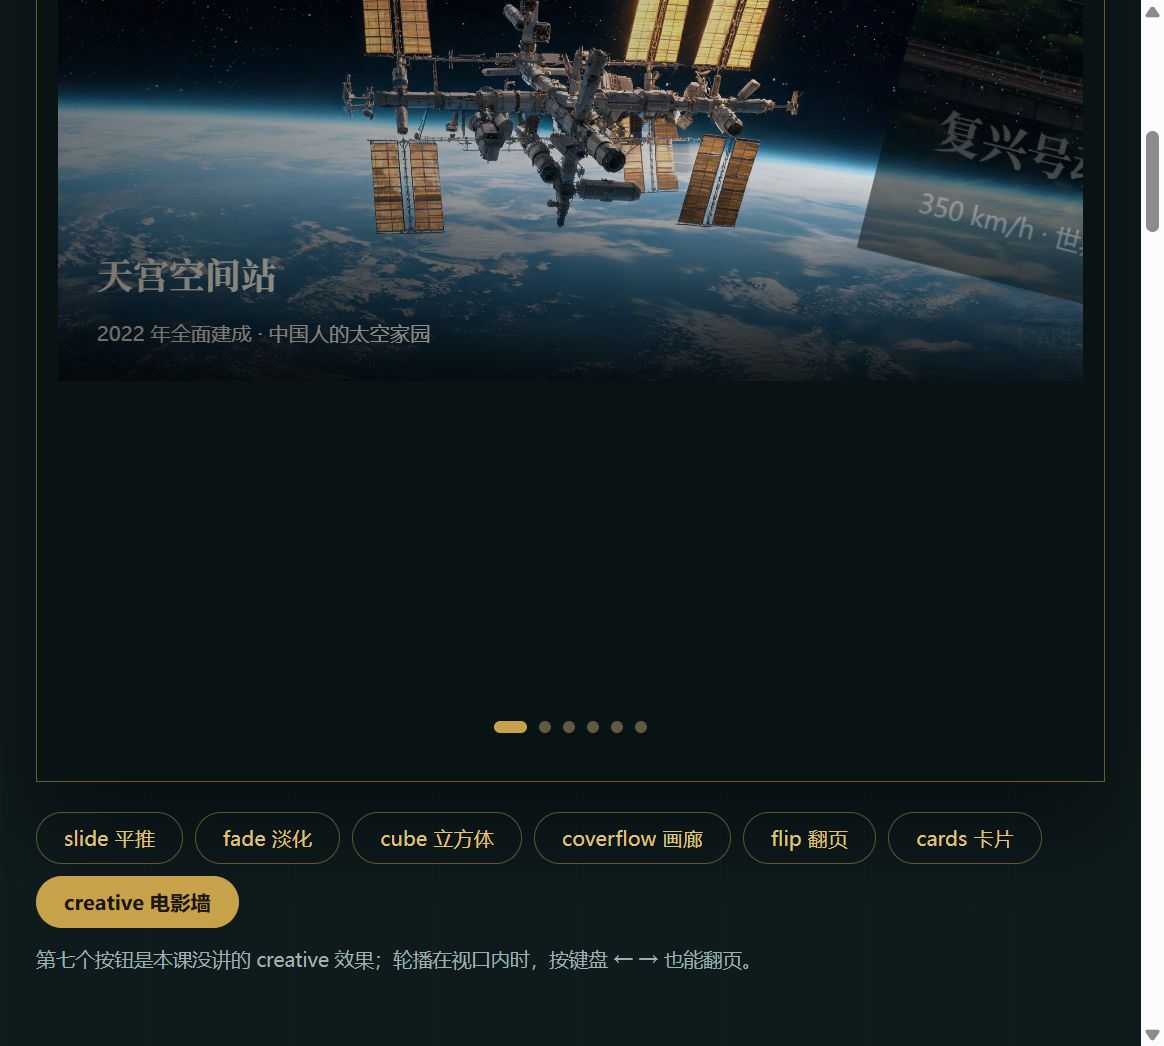 复兴号
350 km/h · 世
天宫空间站
2022 年全面建成 · 中国人的太空家园
AI生
slide 平推
fade 淡化
cube 立方体
coverflow 画廊
flip 翻页
cards 卡片
creative 电影墙
第七个按钮是本课没讲的 creative 效果；轮播在视口内时，按键盘 ← → 也能翻页。